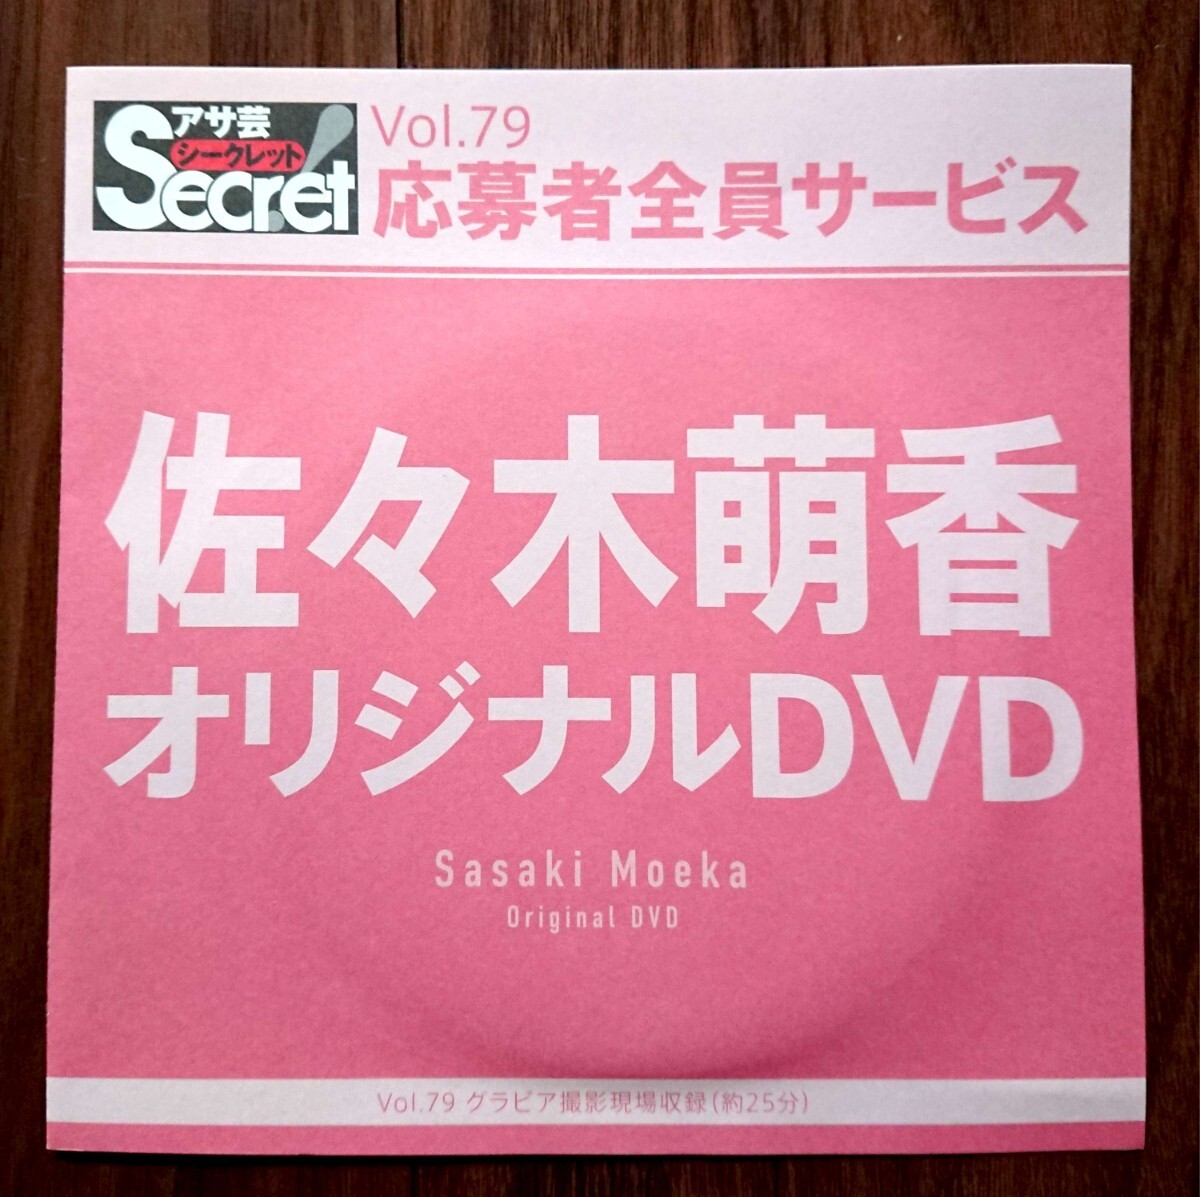 アサ芸
シークレット
Secret!
Vol.79
応募者全員サービス
佐々木萌香
オリジナルDVD
Sasaki Moeka
Original DVD
Vol.79 グラビア撮影現場収録(約25分)